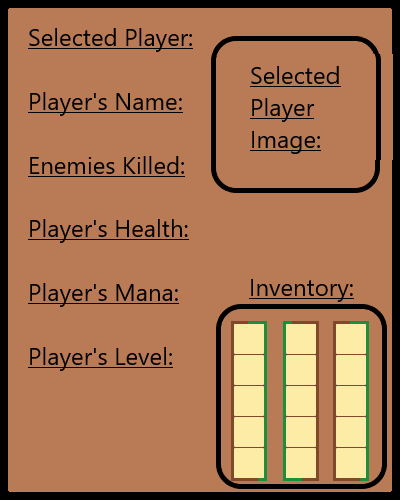 Selected Player:
Player's Name:
Enemies Killed:
Player's Health:
Player's Mana:
Player's Level:
Selected
Player
Image:
Inventory: